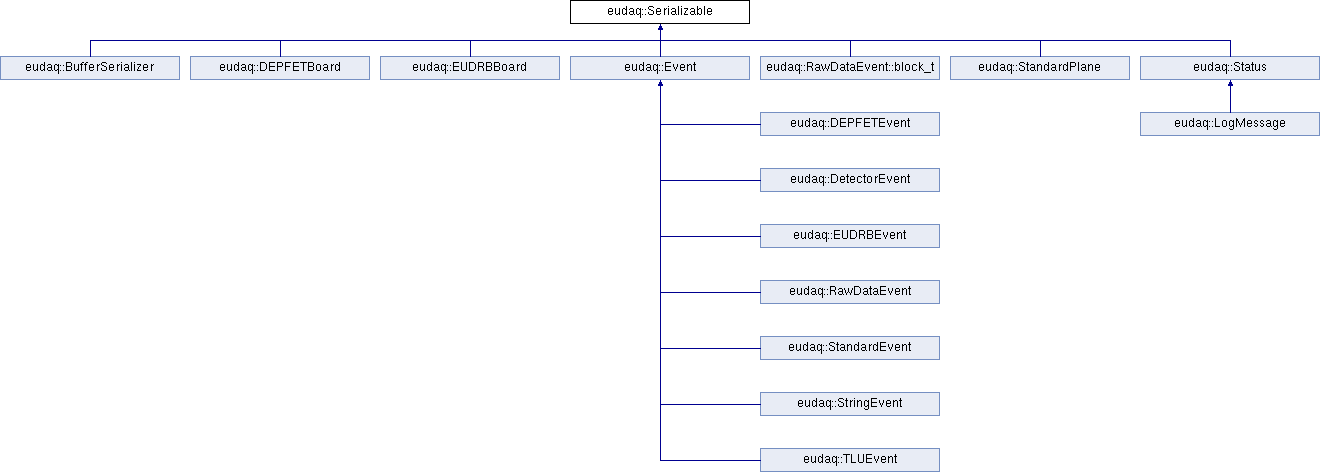 eudaq::Serializable
eudaq::BufferSerializer
eudaq::DEPFETBoard
eudaq::EUDRBBoard
eudaq::Event
eudaq::RawDataEvent::block_t
eudaq::StandardPlane
eudaq::Status
eudaq::DEPFETEvent
eudaq::LogMessage
eudaq::DetectorEvent
eudaq::EUDRBEvent
eudaq::RawDataEvent
eudaq::StandardEvent
eudaq::StringEvent
eudaq::TLUEvent